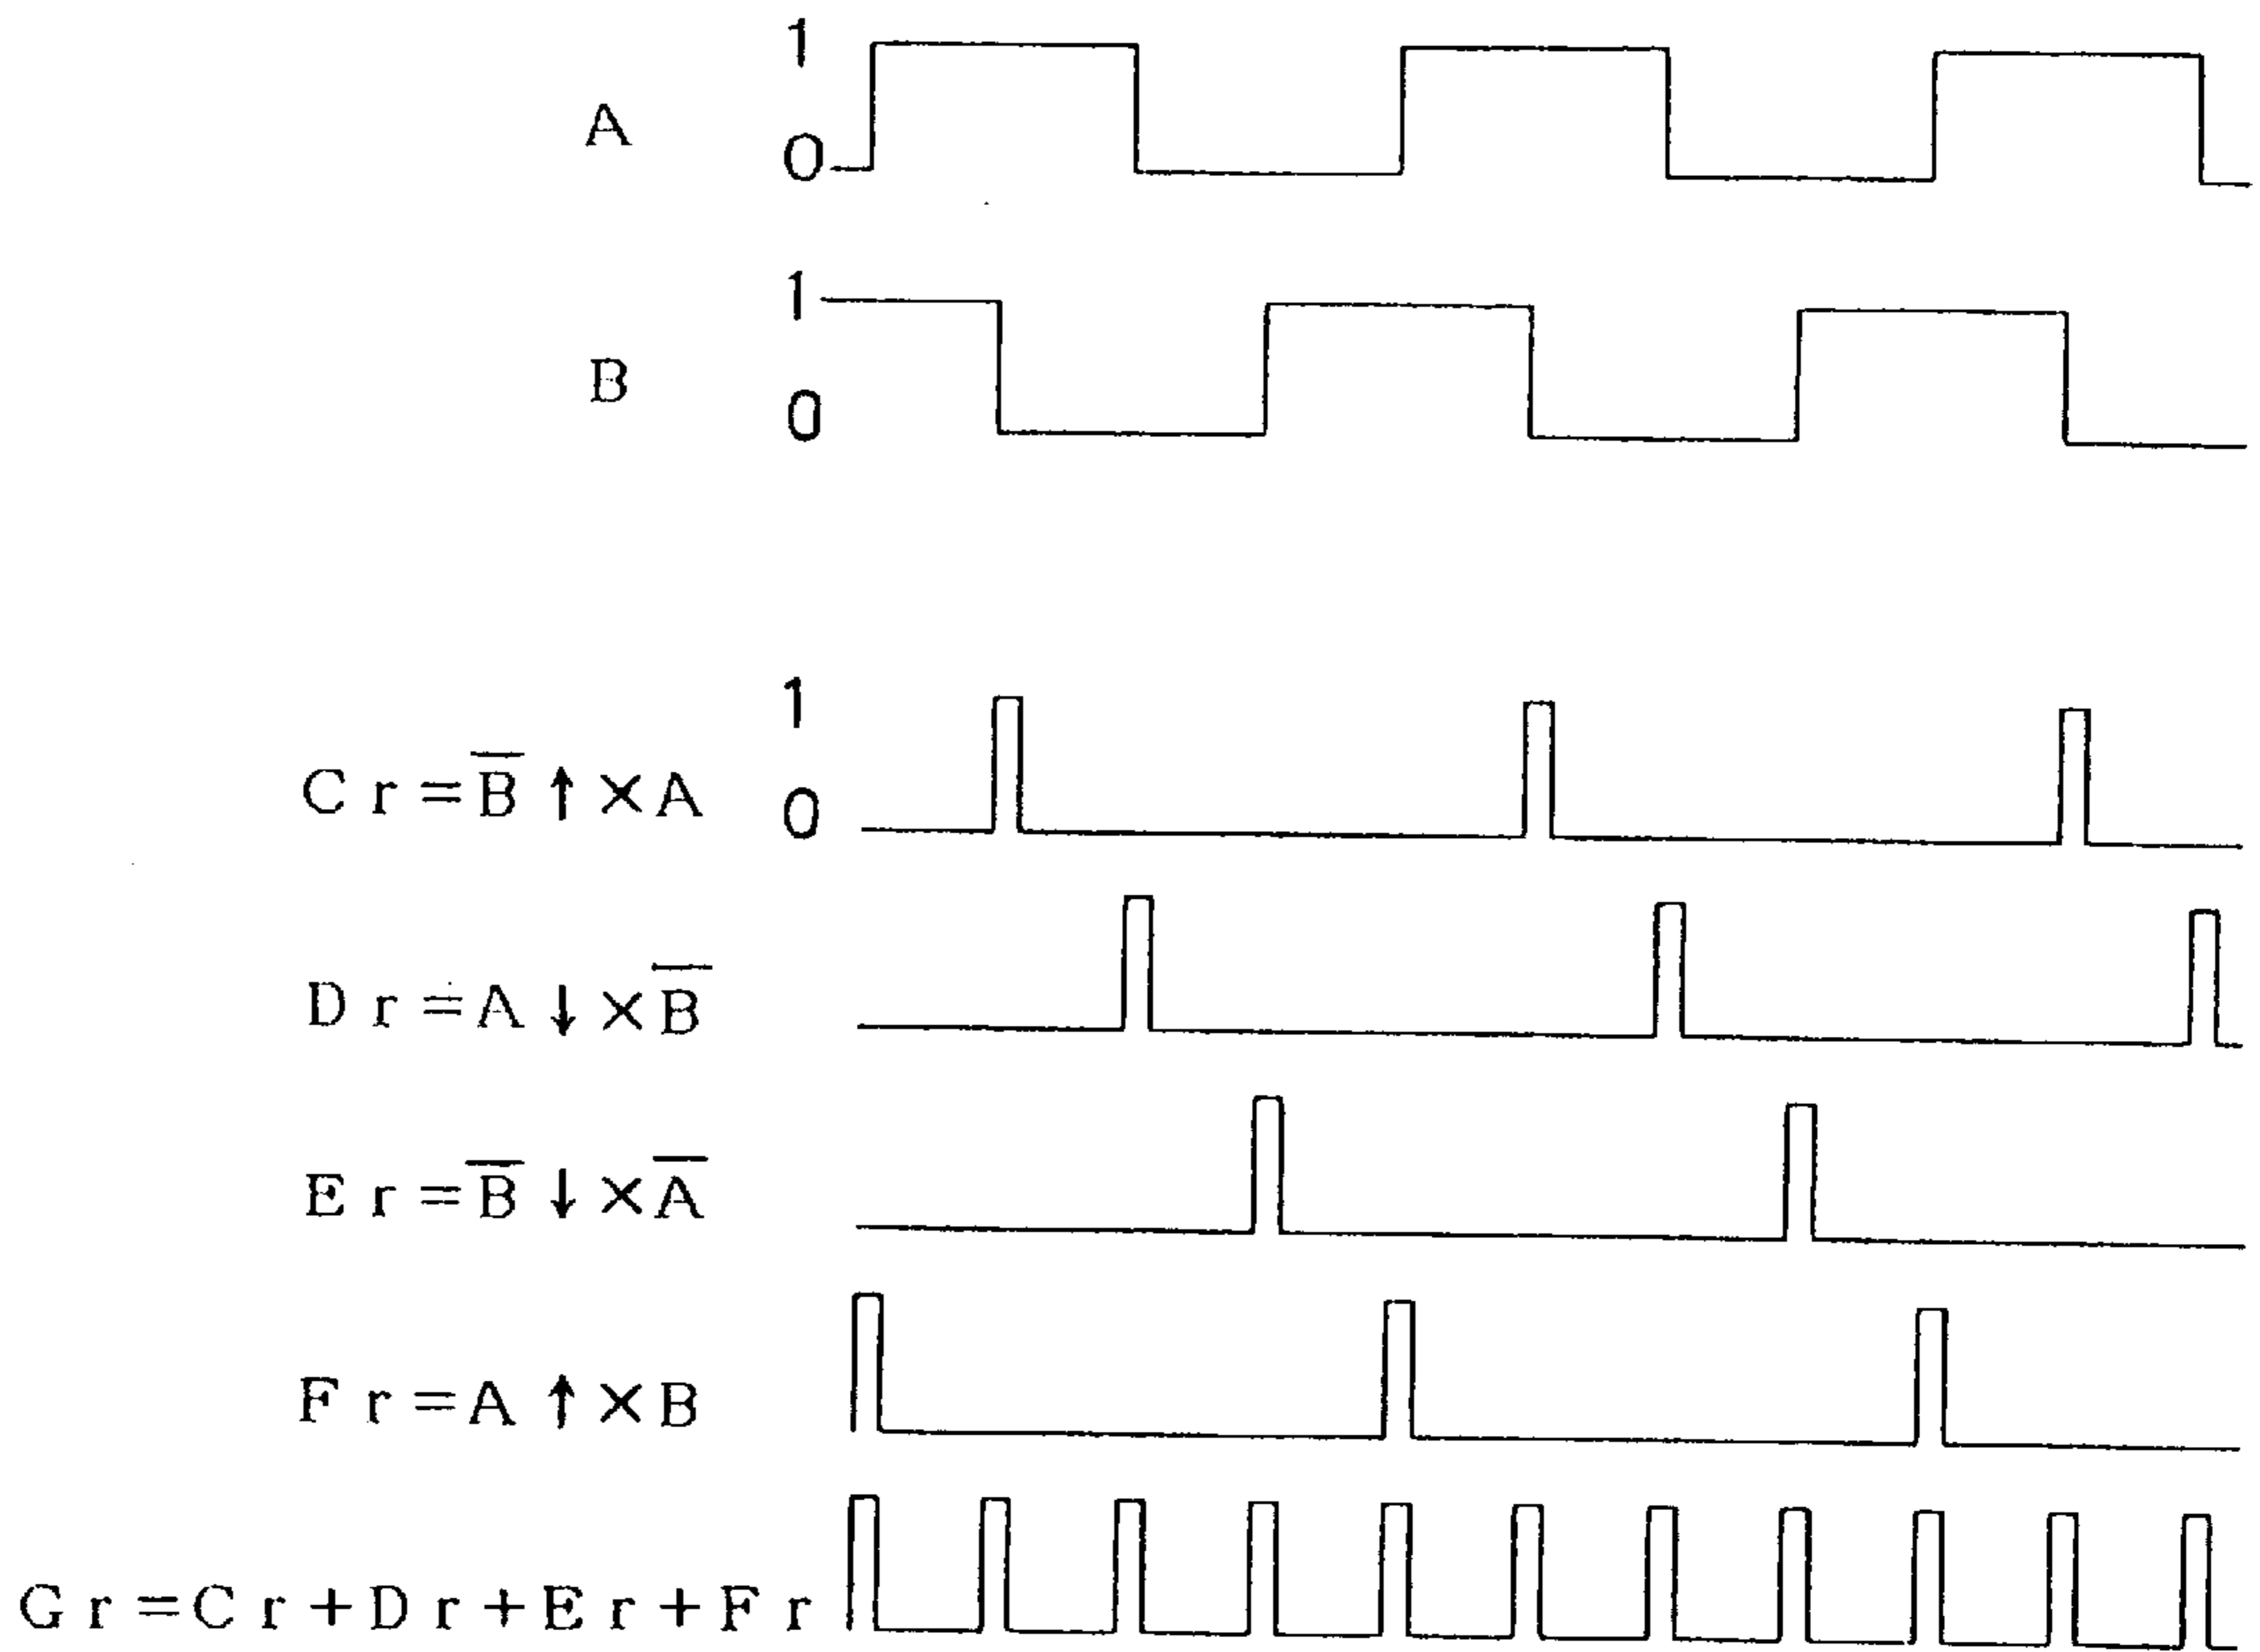 1
A
0
1
B
0
1
C r = B̅ ↑ × A
0
D r = A ↓ × B̅
E r = B̅ ↓ × A̅
F r = A ↑ × B
G r = C r + D r + E r + F r